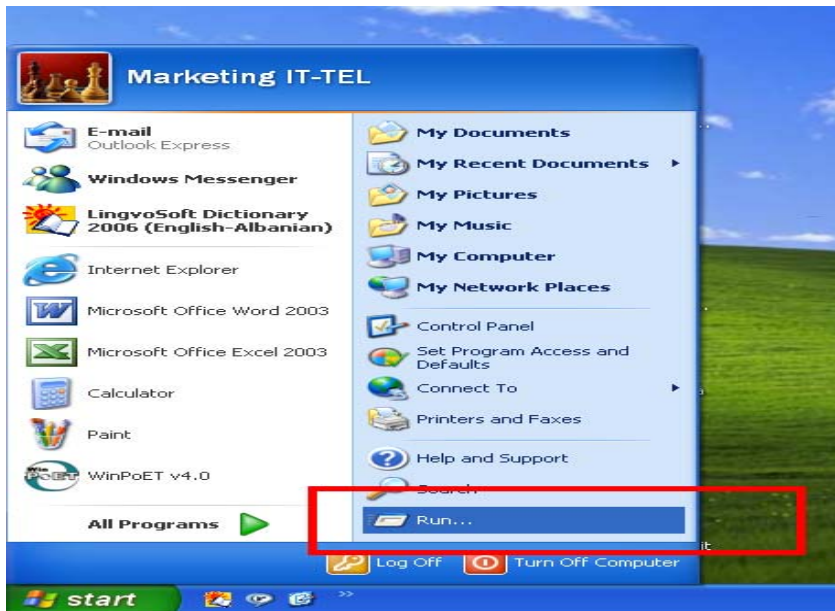 Marketing IT-TEL
E-mail
Outlook Express
Windows Messenger
LingvoSoft Dictionary
2006 (English-Albanian)
Internet Explorer
Microsoft Office Word 2003
Microsoft Office Excel 2003
Calculator
Paint
WinPoET v4.0
All Programs
My Documents
My Recent Documents
My Pictures
My Music
My Computer
My Network Places
Control Panel
Set Program Access and
Defaults
Connect To
Printers and Faxes
Help and Support
Search
Run...
it
Log Off
Turn Off Computer
start